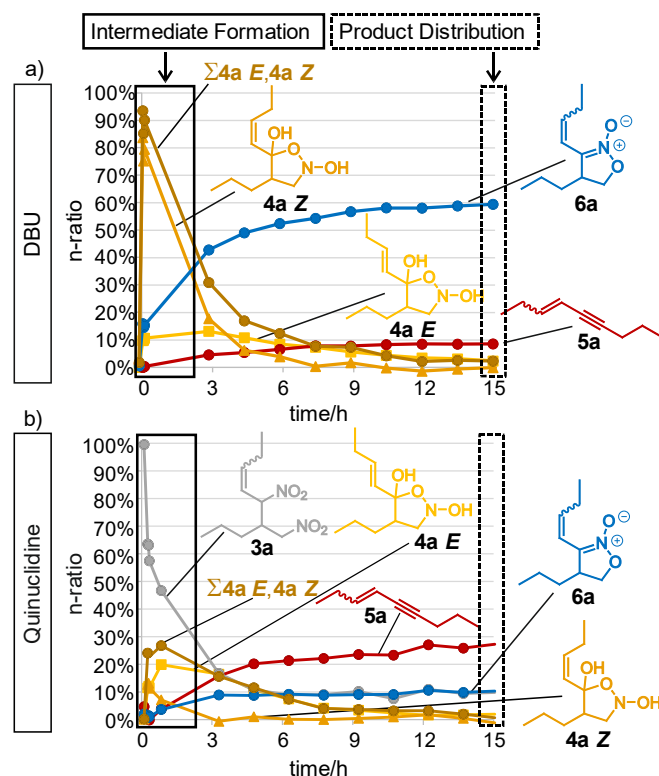 Intermediate Formation
Product Distribution
a)
DBU
n-ratio
100%
90%
80%
70%
60%
50%
40%
30%
20%
10%
0%
Σ4a E,4a Z
OH
O
N
OH
4a Z
OH
O
N
OH
4a E
O ⊖
N ⊕
O
6a
5a
0
3
6
9
12
15
time/h
b)
Quinuclidine
n-ratio
100%
90%
80%
70%
60%
50%
40%
30%
20%
10%
0%
NO2
NO2
3a
OH
O
N
OH
4a E
Σ4a E,4a Z
5a
O ⊖
N ⊕
O
6a
OH
O
N
OH
4a Z
0
3
6
9
12
15
time/h